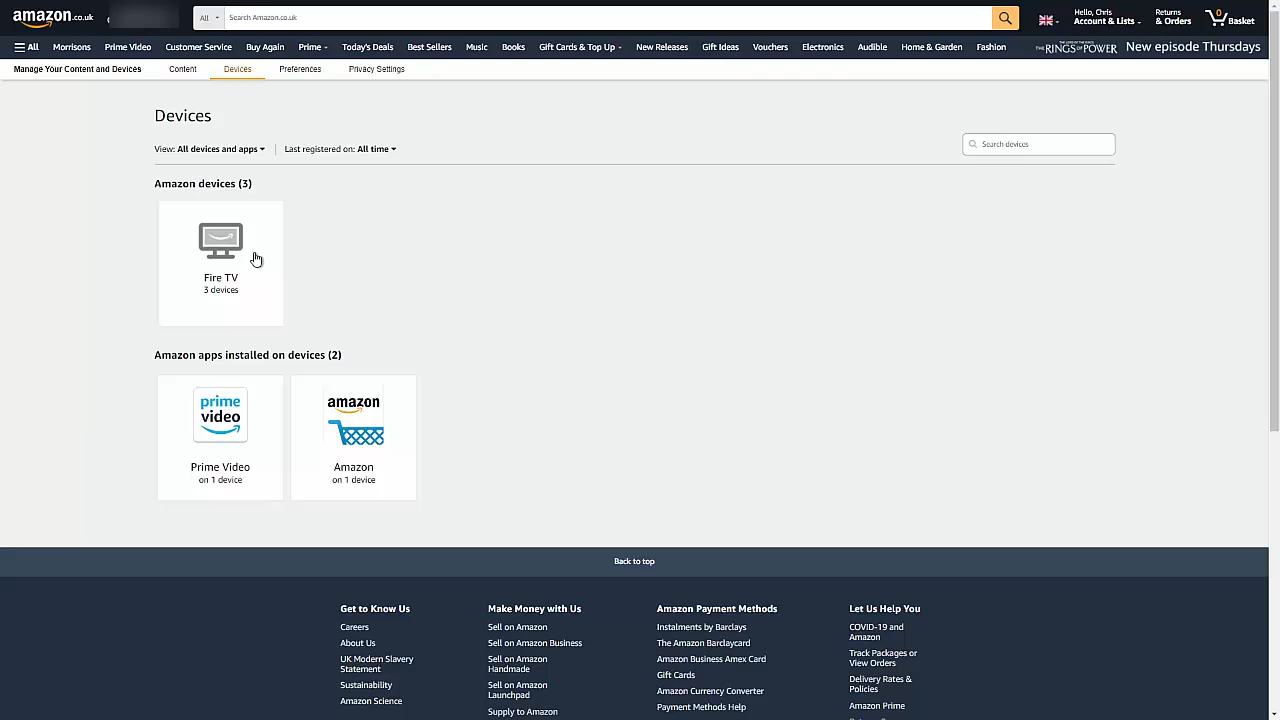 amazon.co.uk
All
Search Amazon.co.uk
Hello, Chris
Account & Lists
Returns
& Orders
0
Basket
All
Morrisons
Prime Video
Customer Service
Buy Again
Prime
Today's Deals
Best Sellers
Music
Books
Gift Cards & Top Up
New Releases
Gift Ideas
Vouchers
Electronics
Audible
Home & Garden
Fashion
THE RINGS OF POWER
New episode Thursdays
Manage Your Content and Devices
Content
Devices
Preferences
Privacy Settings
Devices
View: All devices and apps
Last registered on: All time
Search devices
Amazon devices (3)
Fire TV
3 devices
Amazon apps installed on devices (2)
prime
video
Prime Video
on 1 device
amazon
Amazon
on 1 device
Back to top
Get to Know Us
Careers
About Us
UK Modern Slavery
Statement
Sustainability
Amazon Science
Make Money with Us
Sell on Amazon
Sell on Amazon Business
Sell on Amazon
Handmade
Sell on Amazon
Launchpad
Supply to Amazon
Amazon Payment Methods
Instalments by Barclays
The Amazon Barclaycard
Amazon Business Amex Card
Gift Cards
Amazon Currency Converter
Payment Methods Help
Let Us Help You
COVID-19 and
Amazon
Track Packages or
View Orders
Delivery Rates &
Policies
Amazon Prime